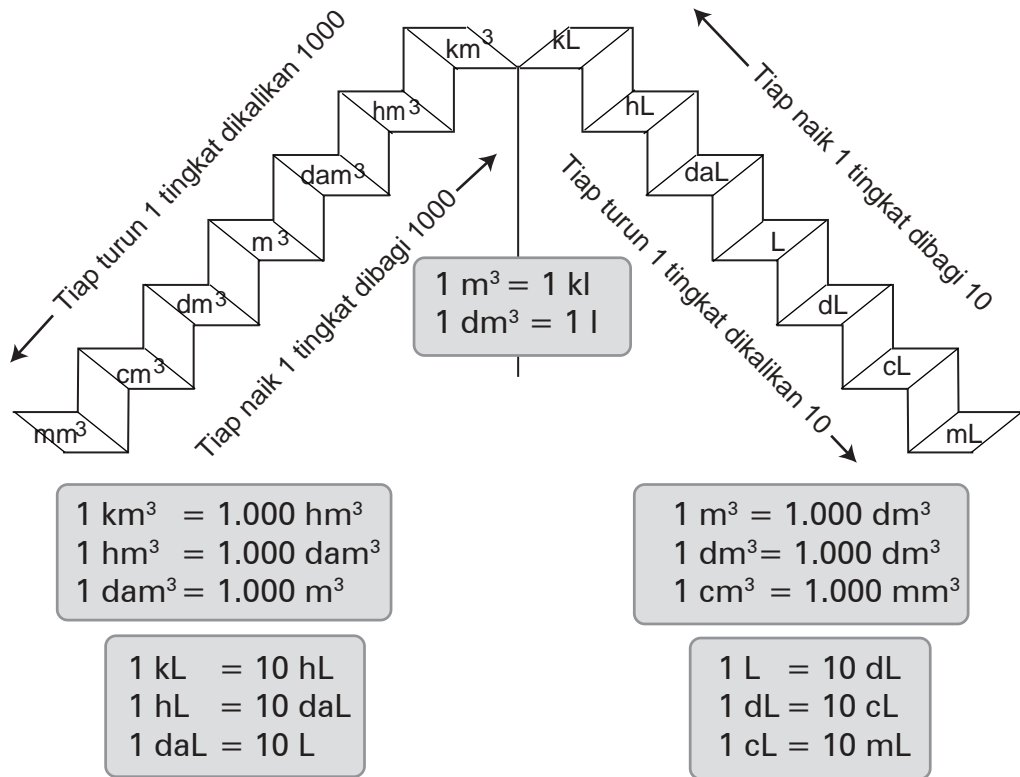 Tiap turun 1 tingkat dikalikan 1000
km³
hm³
dam³
m³
dm³
cm³
mm³
Tiap naik 1 tingkat dibagi 1000
kL
hL
daL
L
dL
cL
mL
Tiap naik 1 tingkat dibagi 10
Tiap turun 1 tingkat dikalikan 10
1 m³ = 1 kl
1 dm³ = 1 l
1 km³ = 1.000 hm³
1 hm³ = 1.000 dam³
1 dam³ = 1.000 m³
1 m³ = 1.000 dm³
1 dm³= 1.000 dm³
1 cm³ = 1.000 mm³
1 kL = 10 hL
1 hL = 10 daL
1 daL = 10 L
1 L = 10 dL
1 dL = 10 cL
1 cL = 10 mL